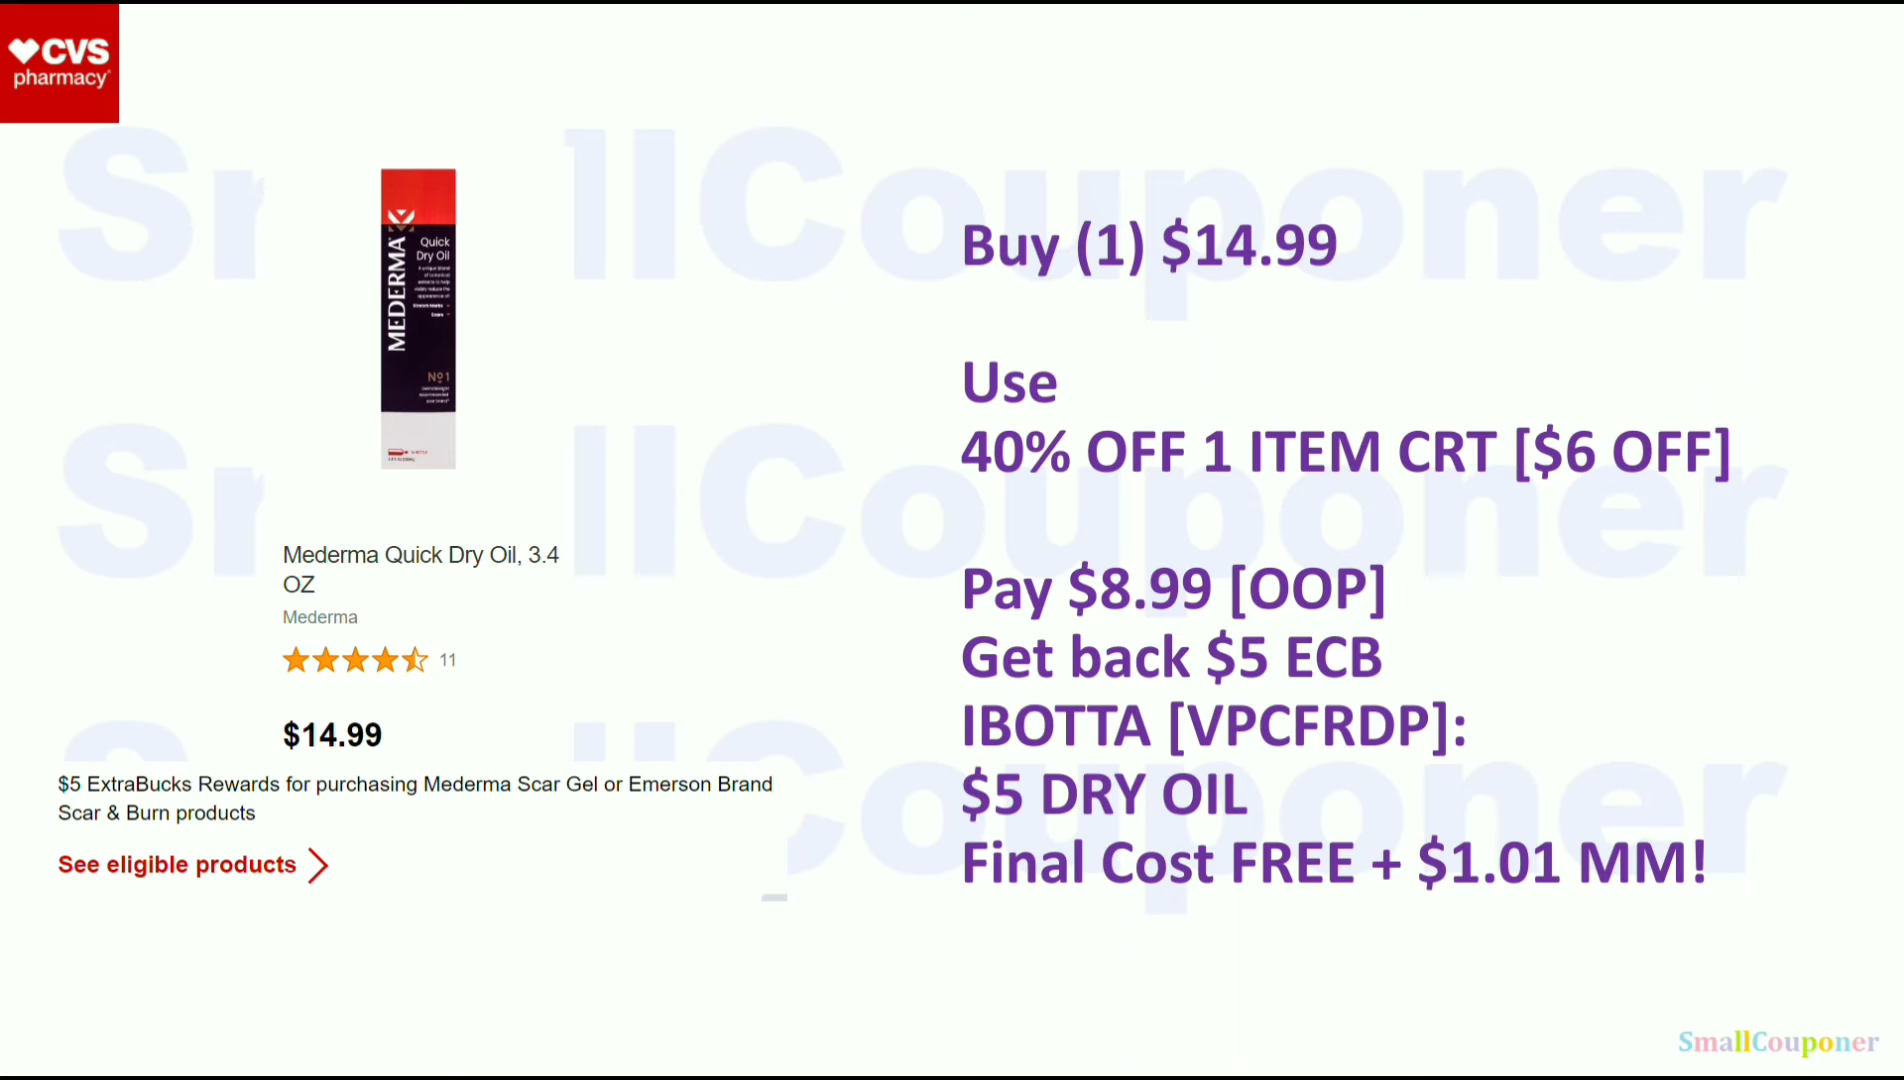 CVS
pharmacy
SmallCouponer
MEDERMA
Quick
Dry Oil
Nº1
Mederma Quick Dry Oil, 3.4
OZ
Mederma
11
$14.99
$5 ExtraBucks Rewards for purchasing Mederma Scar Gel or Emerson Brand
Scar & Burn products
See eligible products
Buy (1) $14.99
Use
40% OFF 1 ITEM CRT [$6 OFF]
Pay $8.99 [OOP]
Get back $5 ECB
IBOTTA [VPCFRDP]:
$5 DRY OIL
Final Cost FREE + $1.01 MM!
SmallCouponer